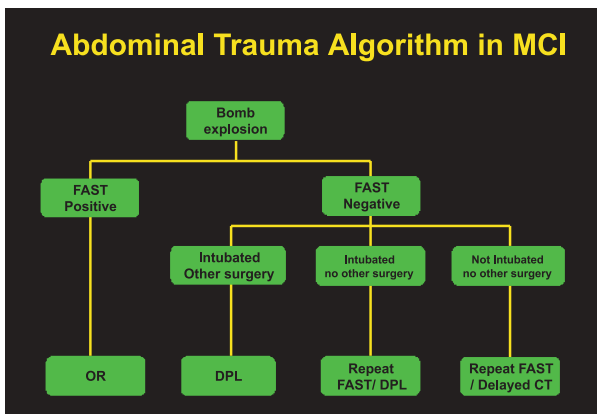 Abdominal Trauma Algorithm in MCI
Bomb
explosion
FAST
Positive
FAST
Negative
Intubated
Other surgery
Intubated
no other surgery
Not Intubated
no other surgery
OR
DPL
Repeat
FAST/ DPL
Repeat FAST
/ Delayed CT